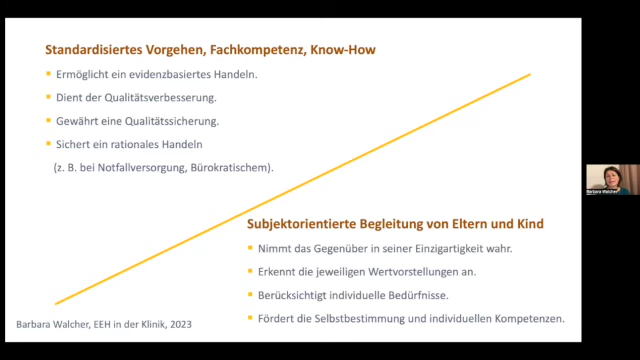 Standardisiertes Vorgehen, Fachkompetenz, Know-How
Ermöglicht ein evidenzbasiertes Handeln.
Dient der Qualitätsverbesserung.
Gewährt eine Qualitätssicherung.
Sichert ein rationales Handeln
(z. B. bei Notfallversorgung, Bürokratischem).
Subjektorientierte Begleitung von Eltern und Kind
Nimmt das Gegenüber in seiner Einzigartigkeit wahr.
Erkennt die jeweiligen Wertvorstellungen an.
Berücksichtigt individuelle Bedürfnisse.
Fördert die Selbstbestimmung und individuellen Kompetenzen.
Barbara Walcher, EEH in der Klinik, 2023
Barbara Walcher